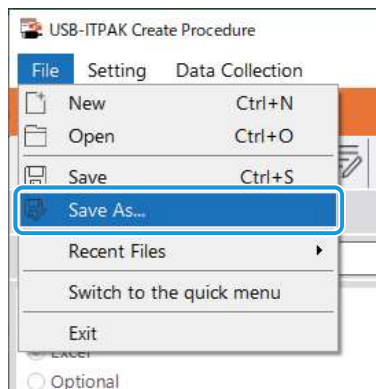 USB-ITPAK Create Procedure
File Setting Data Collection
New Ctrl+N
Open Ctrl+O
Save Ctrl+S
Save As...
Recent Files
Switch to the quick menu
Exit
Excel
Optional